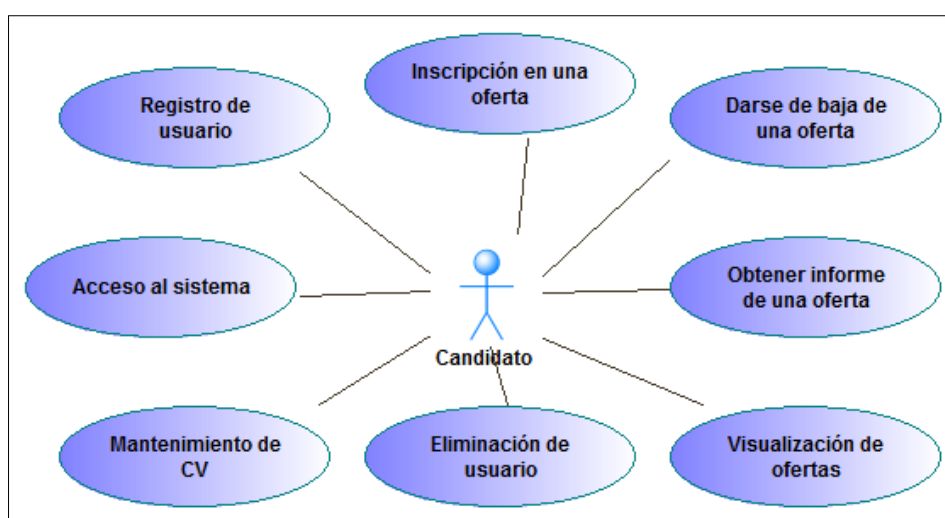 Inscripción en una
oferta
Registro de
usuario
Darse de baja de
una oferta
Acceso al sistema
Obtener informe
de una oferta
Candidato
Mantenimiento de
CV
Eliminación de
usuario
Visualización de
ofertas